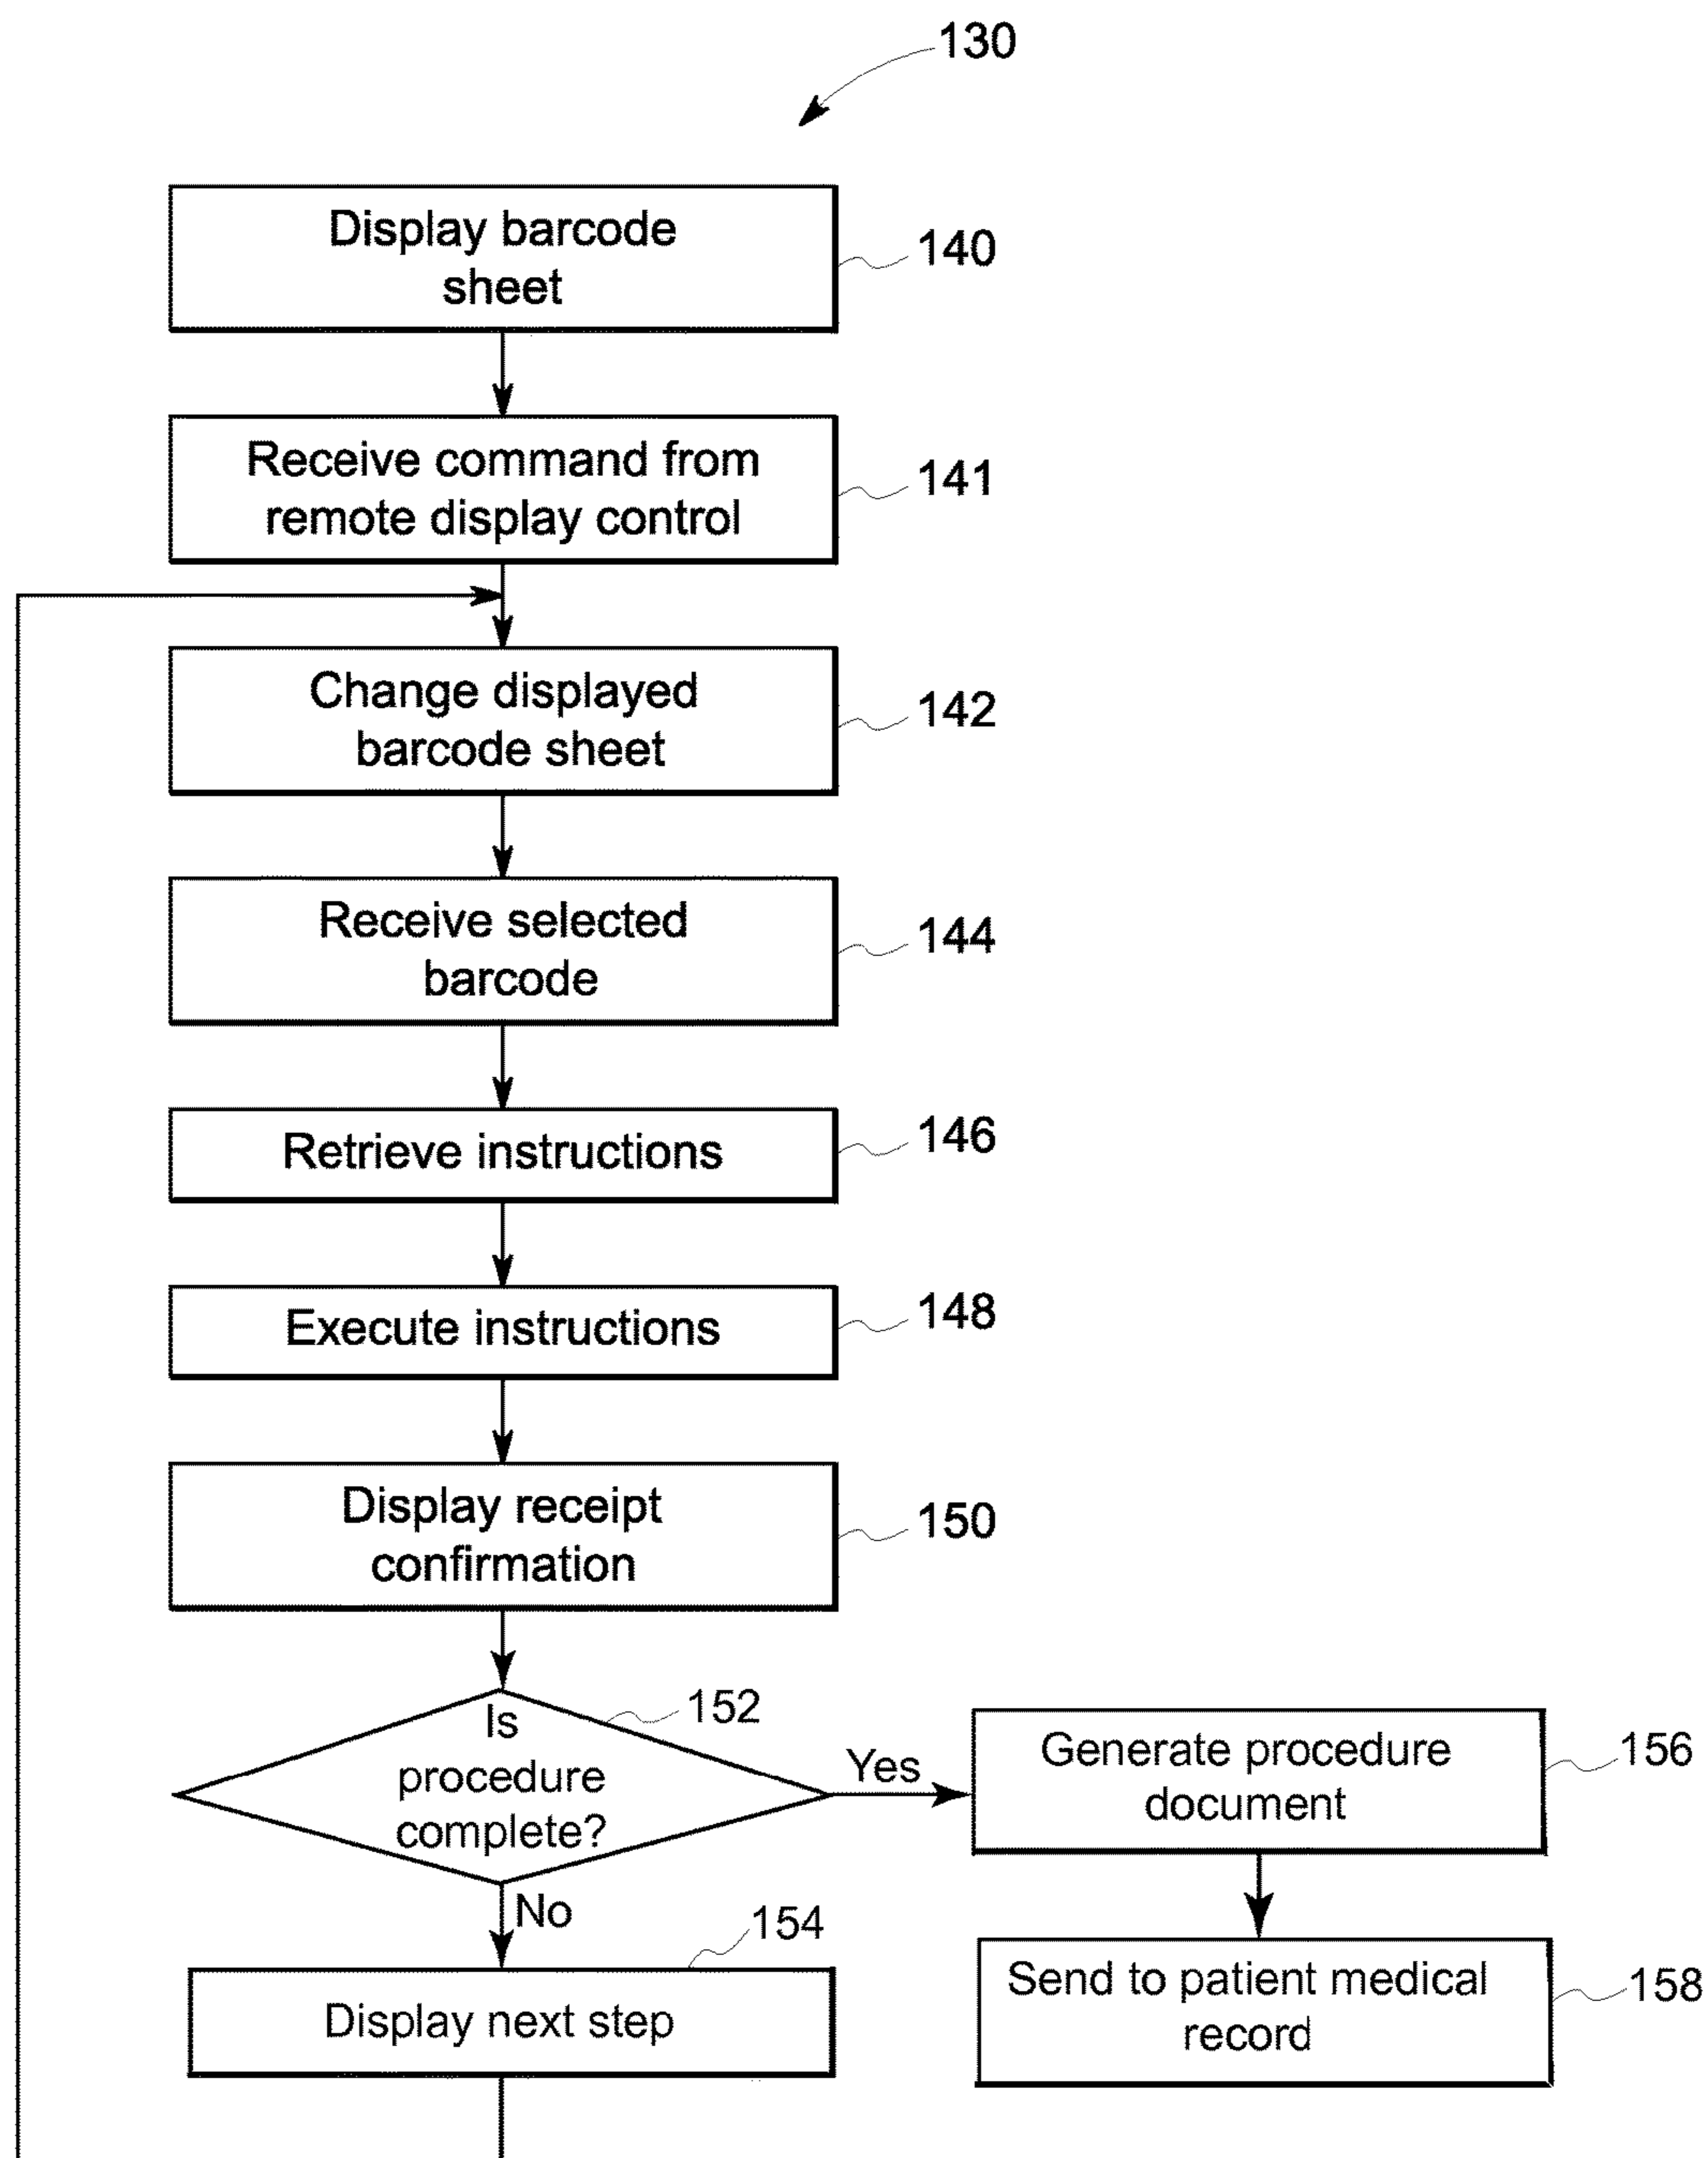 130
Display barcode
sheet
140
Receive command from
remote display control
141
Change displayed
barcode sheet
142
Receive selected
barcode
144
Retrieve instructions
146
Execute instructions
148
Display receipt
confirmation
150
Is
procedure
complete?
152
Yes
Generate procedure
document
156
No
Display next step
154
Send to patient medical
record
158